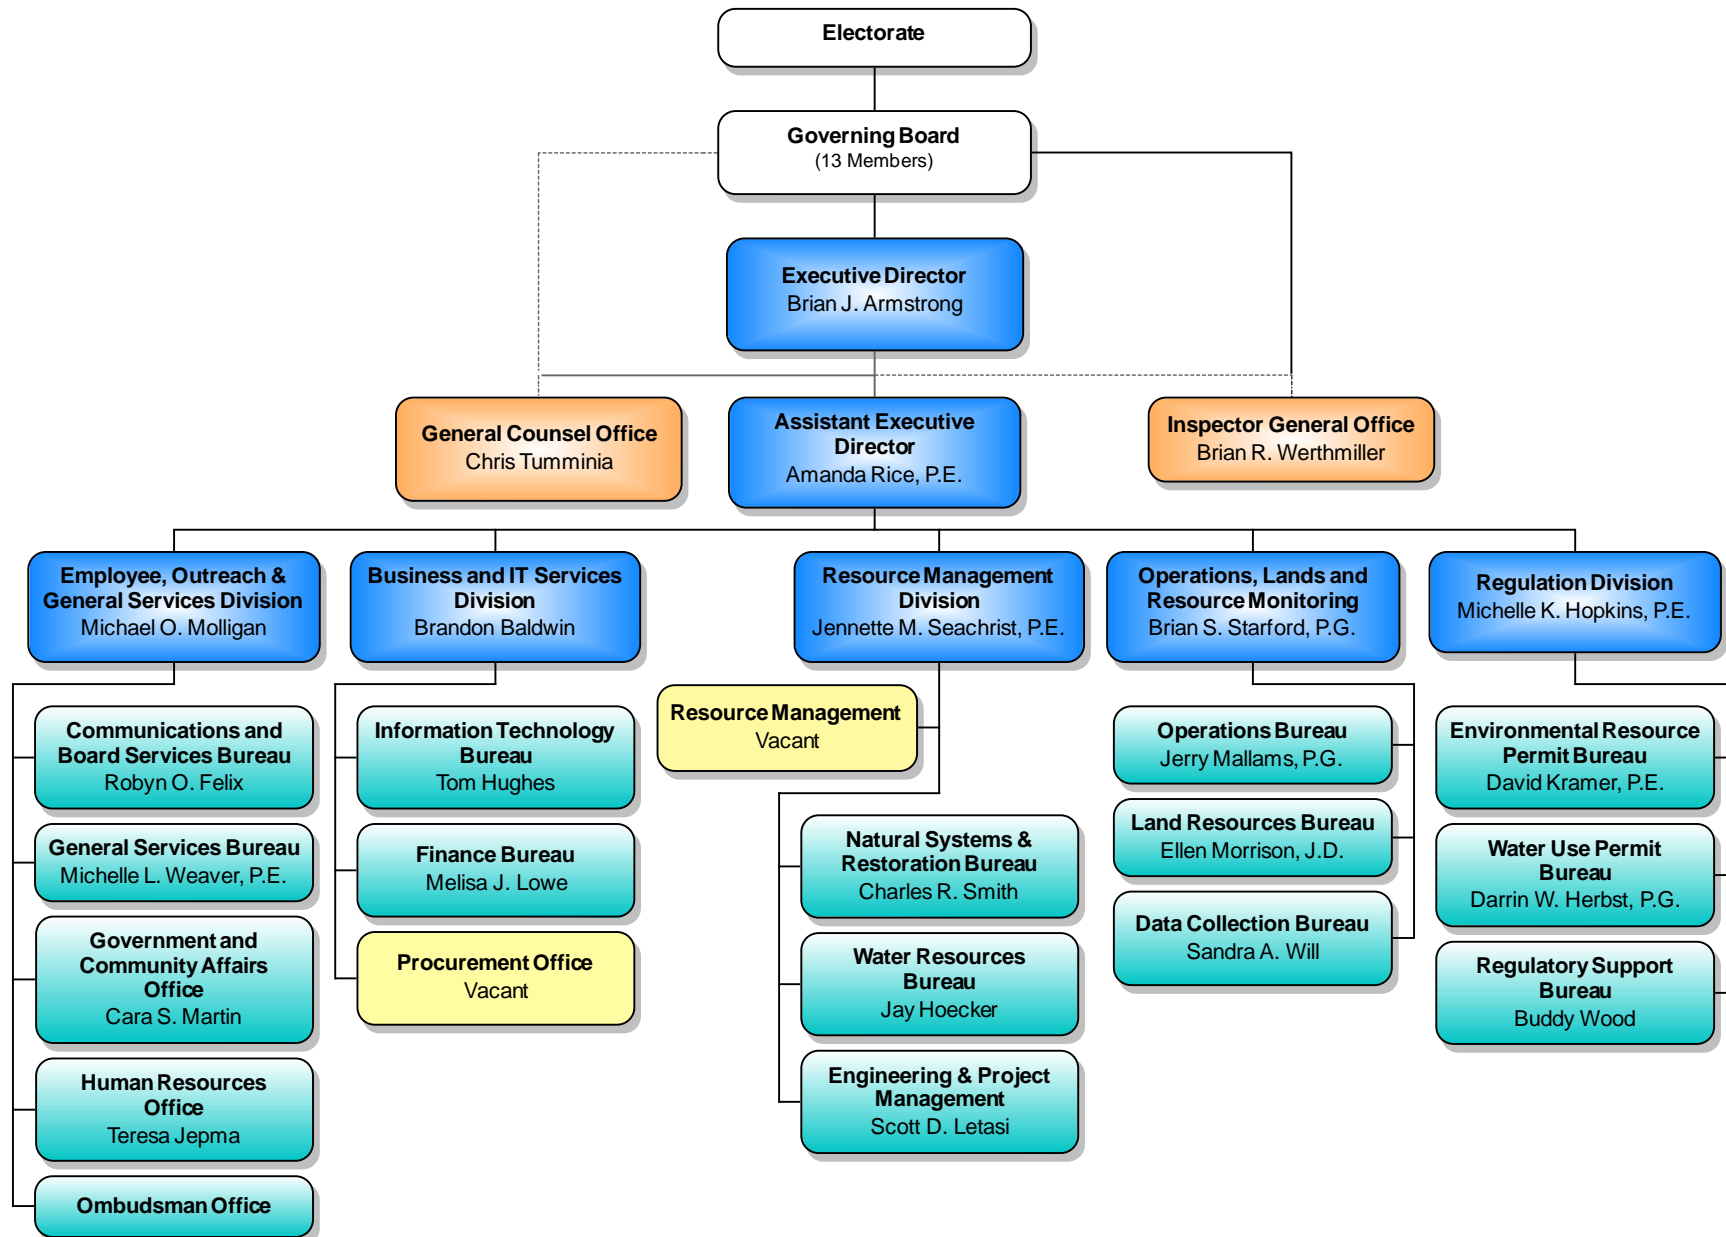 Electorate
Governing Board
(13 Members)
Executive Director
Brian J. Armstrong
General Counsel Office
Chris Tumminia
Assistant Executive
Director
Amanda Rice, P.E.
Inspector General Office
Brian R. Werthmiller
Employee, Outreach &
General Services Division
Michael O. Molligan
Business and IT Services
Division
Brandon Baldwin
Resource Management
Division
Jennette M. Seachrist, P.E.
Operations, Lands and
Resource Monitoring
Brian S. Starford, P.G.
Regulation Division
Michelle K. Hopkins, P.E.
Communications and
Board Services Bureau
Robyn O. Felix
General Services Bureau
Michelle L. Weaver, P.E.
Government and
Community Affairs
Office
Cara S. Martin
Human Resources
Office
Teresa Jepma
Ombudsman Office
Information Technology
Bureau
Tom Hughes
Finance Bureau
Melisa J. Lowe
Procurement Office
Vacant
Resource Management
Vacant
Natural Systems &
Restoration Bureau
Charles R. Smith
Water Resources
Bureau
Jay Hoecker
Engineering & Project
Management
Scott D. Letasi
Operations Bureau
Jerry Mallams, P.G.
Land Resources Bureau
Ellen Morrison, J.D.
Data Collection Bureau
Sandra A. Will
Environmental Resource
Permit Bureau
David Kramer, P.E.
Water Use Permit
Bureau
Darrin W. Herbst, P.G.
Regulatory Support
Bureau
Buddy Wood